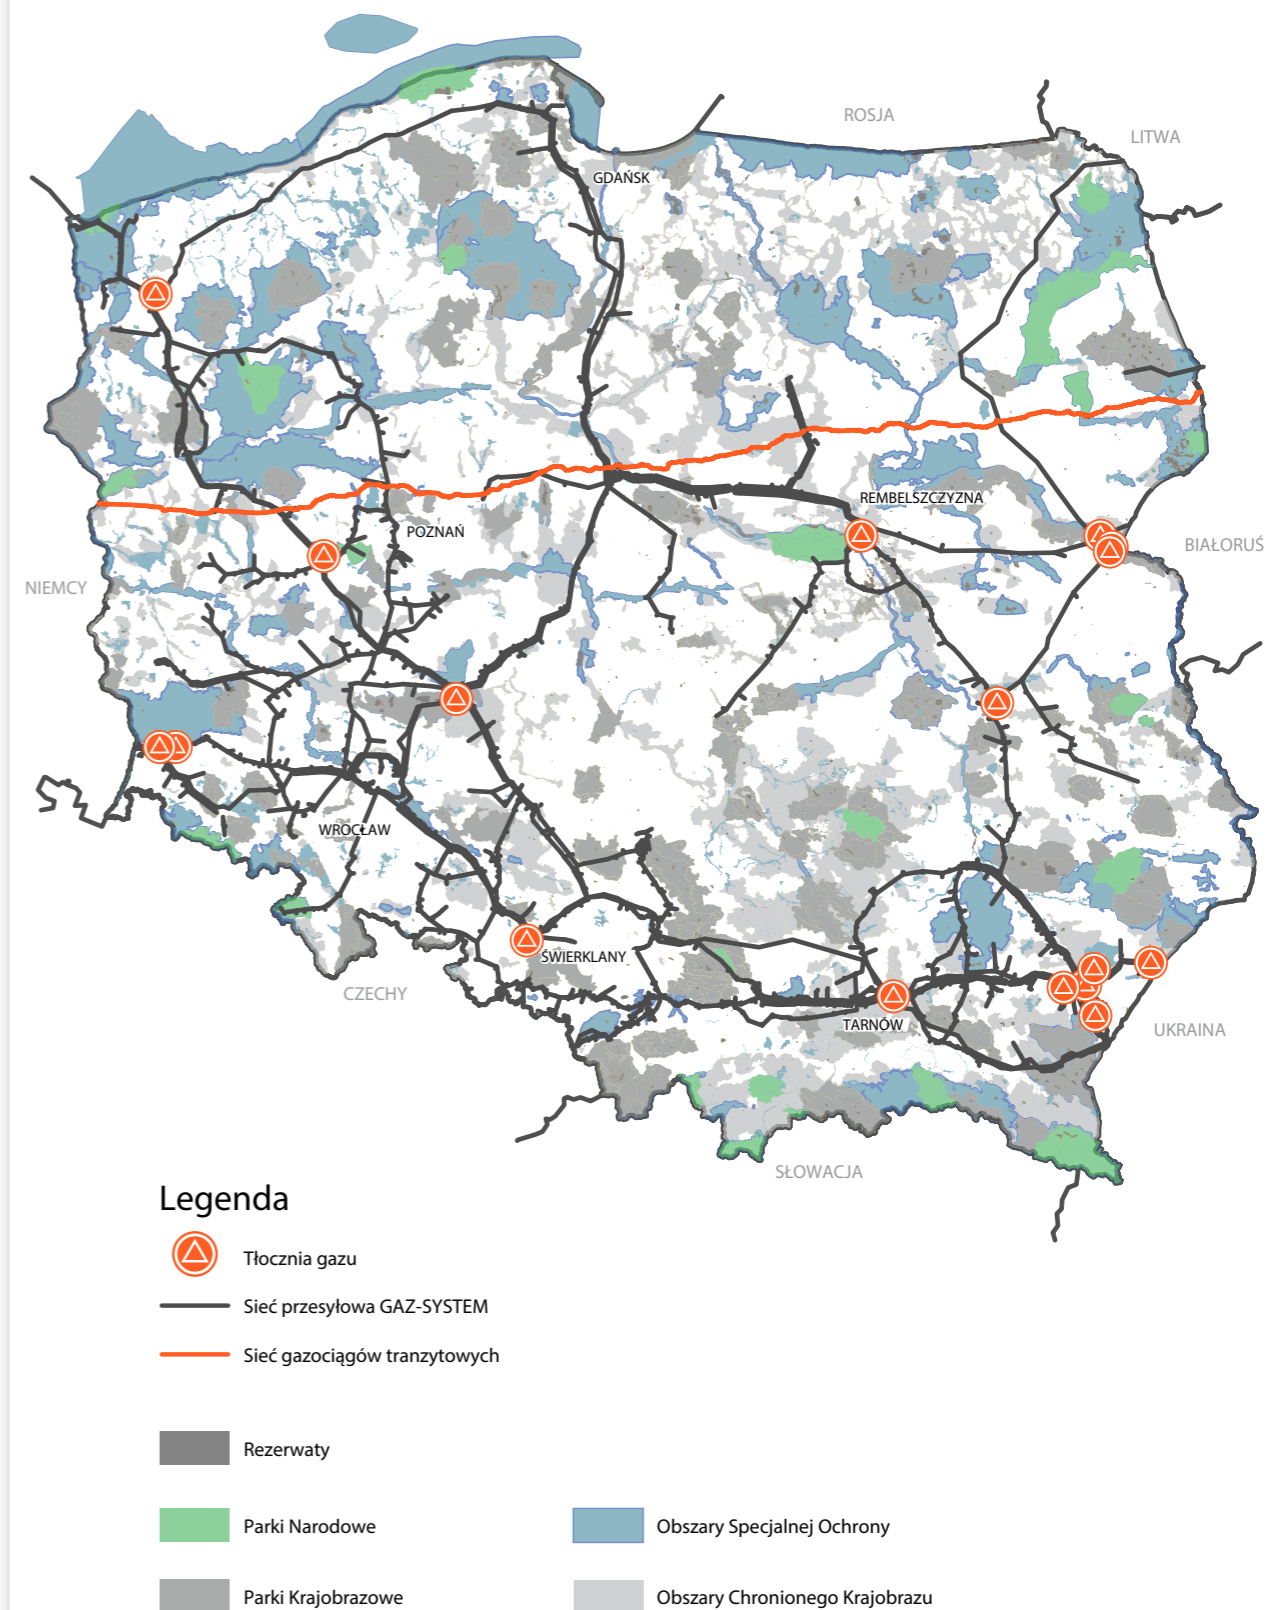 ROSJA
LITWA
GDAŃSK
REMBELSZCZYZNA
POZNAŃ
BIAŁORUŚ
NIEMCY
WROCŁAW
ŚWIERKLANY
CZECHY
TARNÓW
UKRAINA
SŁOWACJA
Legenda
Tłocznia gazu
Sieć przesyłowa GAZ-SYSTEM
Sieć gazociągów tranzytowych
Rezerwaty
Parki Narodowe
Obszary Specjalnej Ochrony
Parki Krajobrazowe
Obszary Chronionego Krajobrazu